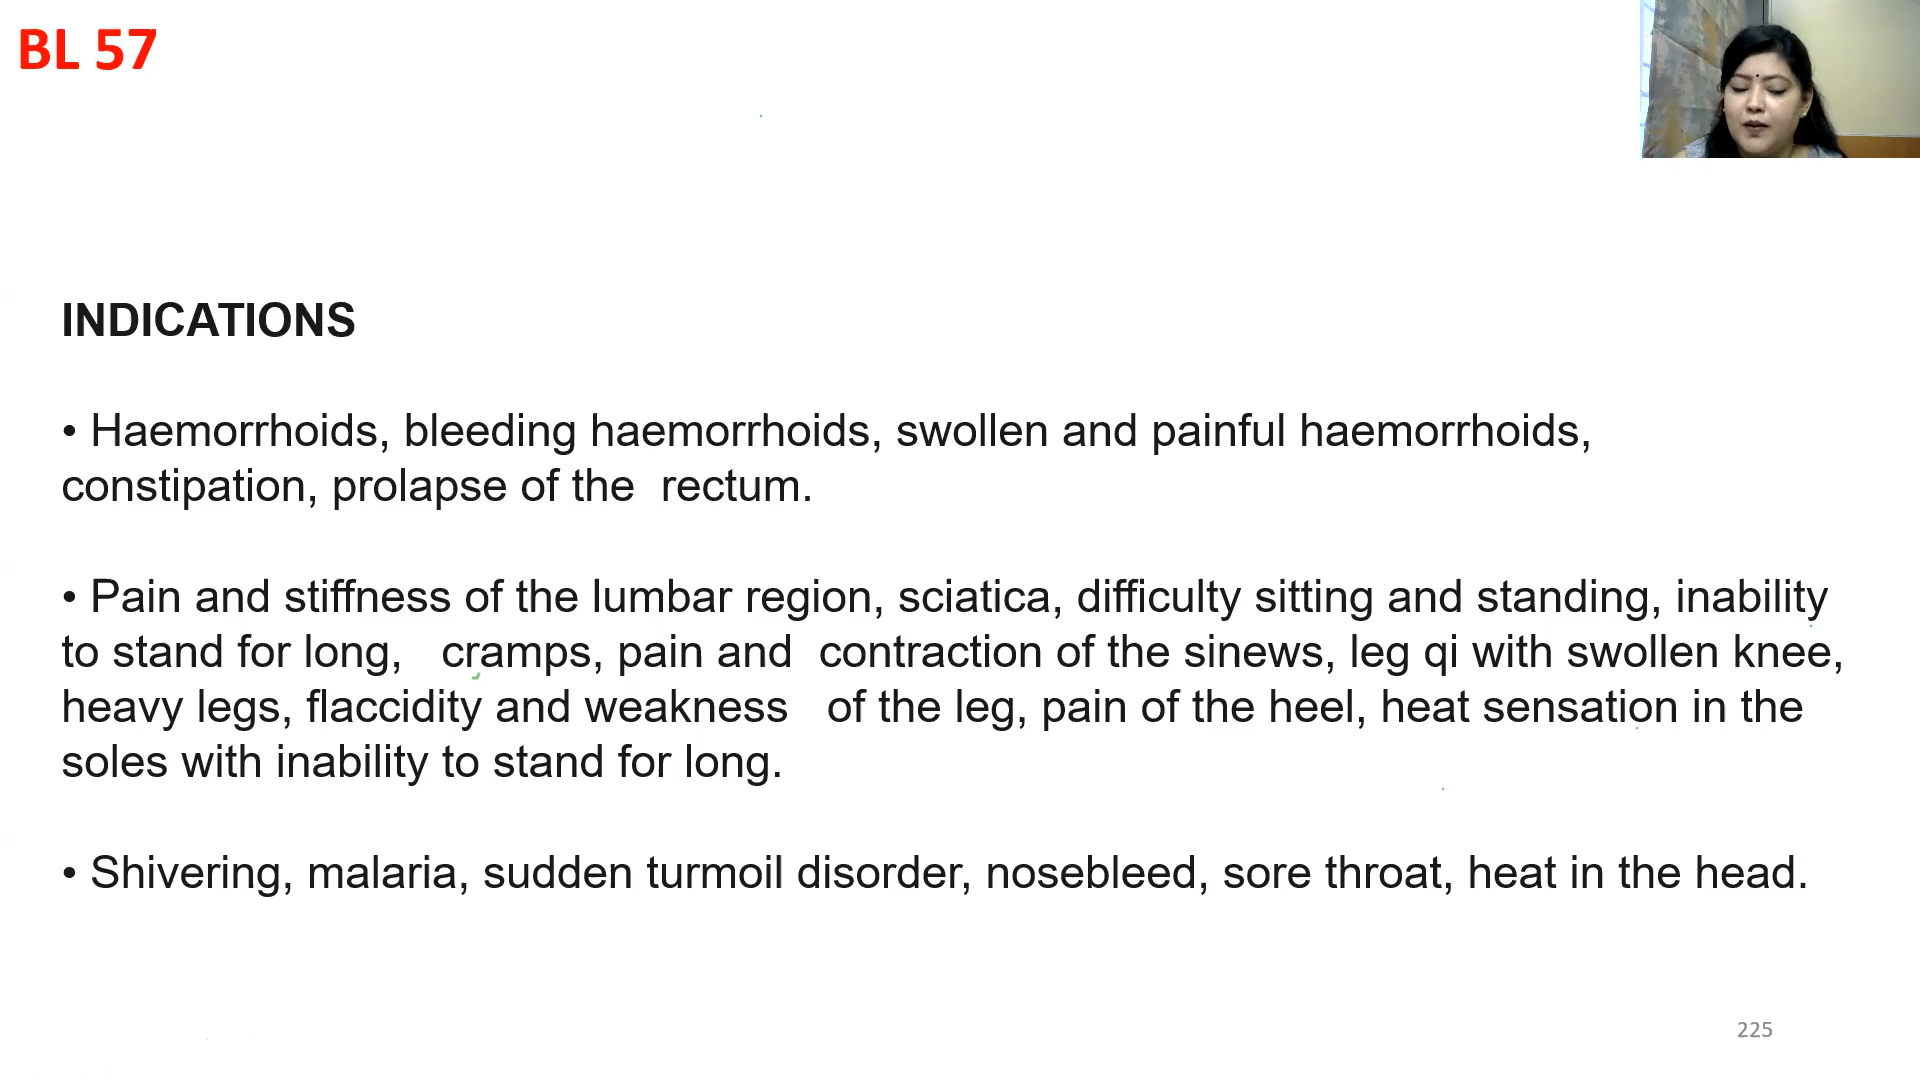 BL 57
INDICATIONS
• Haemorrhoids, bleeding haemorrhoids, swollen and painful haemorrhoids,
constipation, prolapse of the rectum.
• Pain and stiffness of the lumbar region, sciatica, difficulty sitting and standing, inability
to stand for long, cramps, pain and contraction of the sinews, leg qi with swollen knee,
heavy legs, flaccidity and weakness of the leg, pain of the heel, heat sensation in the
soles with inability to stand for long.
• Shivering, malaria, sudden turmoil disorder, nosebleed, sore throat, heat in the head.
225